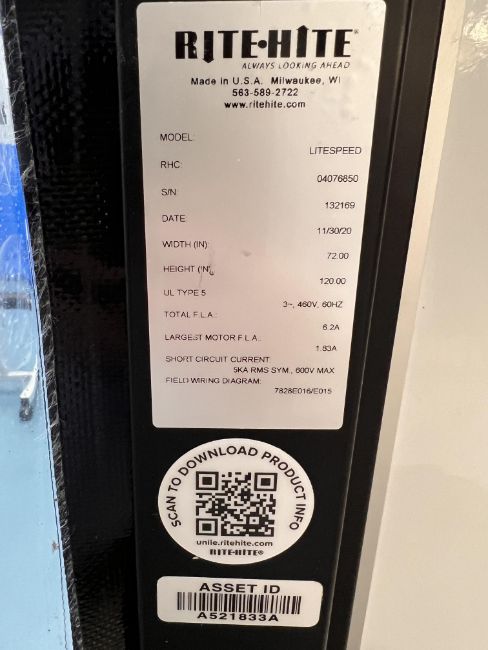 RITE•HITE®
ALWAYS LOOKING AHEAD
Made in U.S.A. Milwaukee, WI
563-589-2722
www.ritehite.com
MODEL: LITESPEED
RHC: 04076850
S/N 132169
DATE 11/30/20
WIDTH (IN): 72.00
HEIGHT (IN) 120.00
UL TYPE 5 3~, 460V, 60HZ
TOTAL F.L.A.: 6.2A
LARGEST MOTOR F.L.A.: 1.83A
SHORT CIRCUIT CURRENT 5KA RMS SYM., 600V MAX
FIELD WIRING DIAGRAM: 7828E016/E015
SCAN TO DOWNLOAD PRODUCT INFO
unlie.ritehite.com
RITE•HITE®
ASSET ID
A521833A